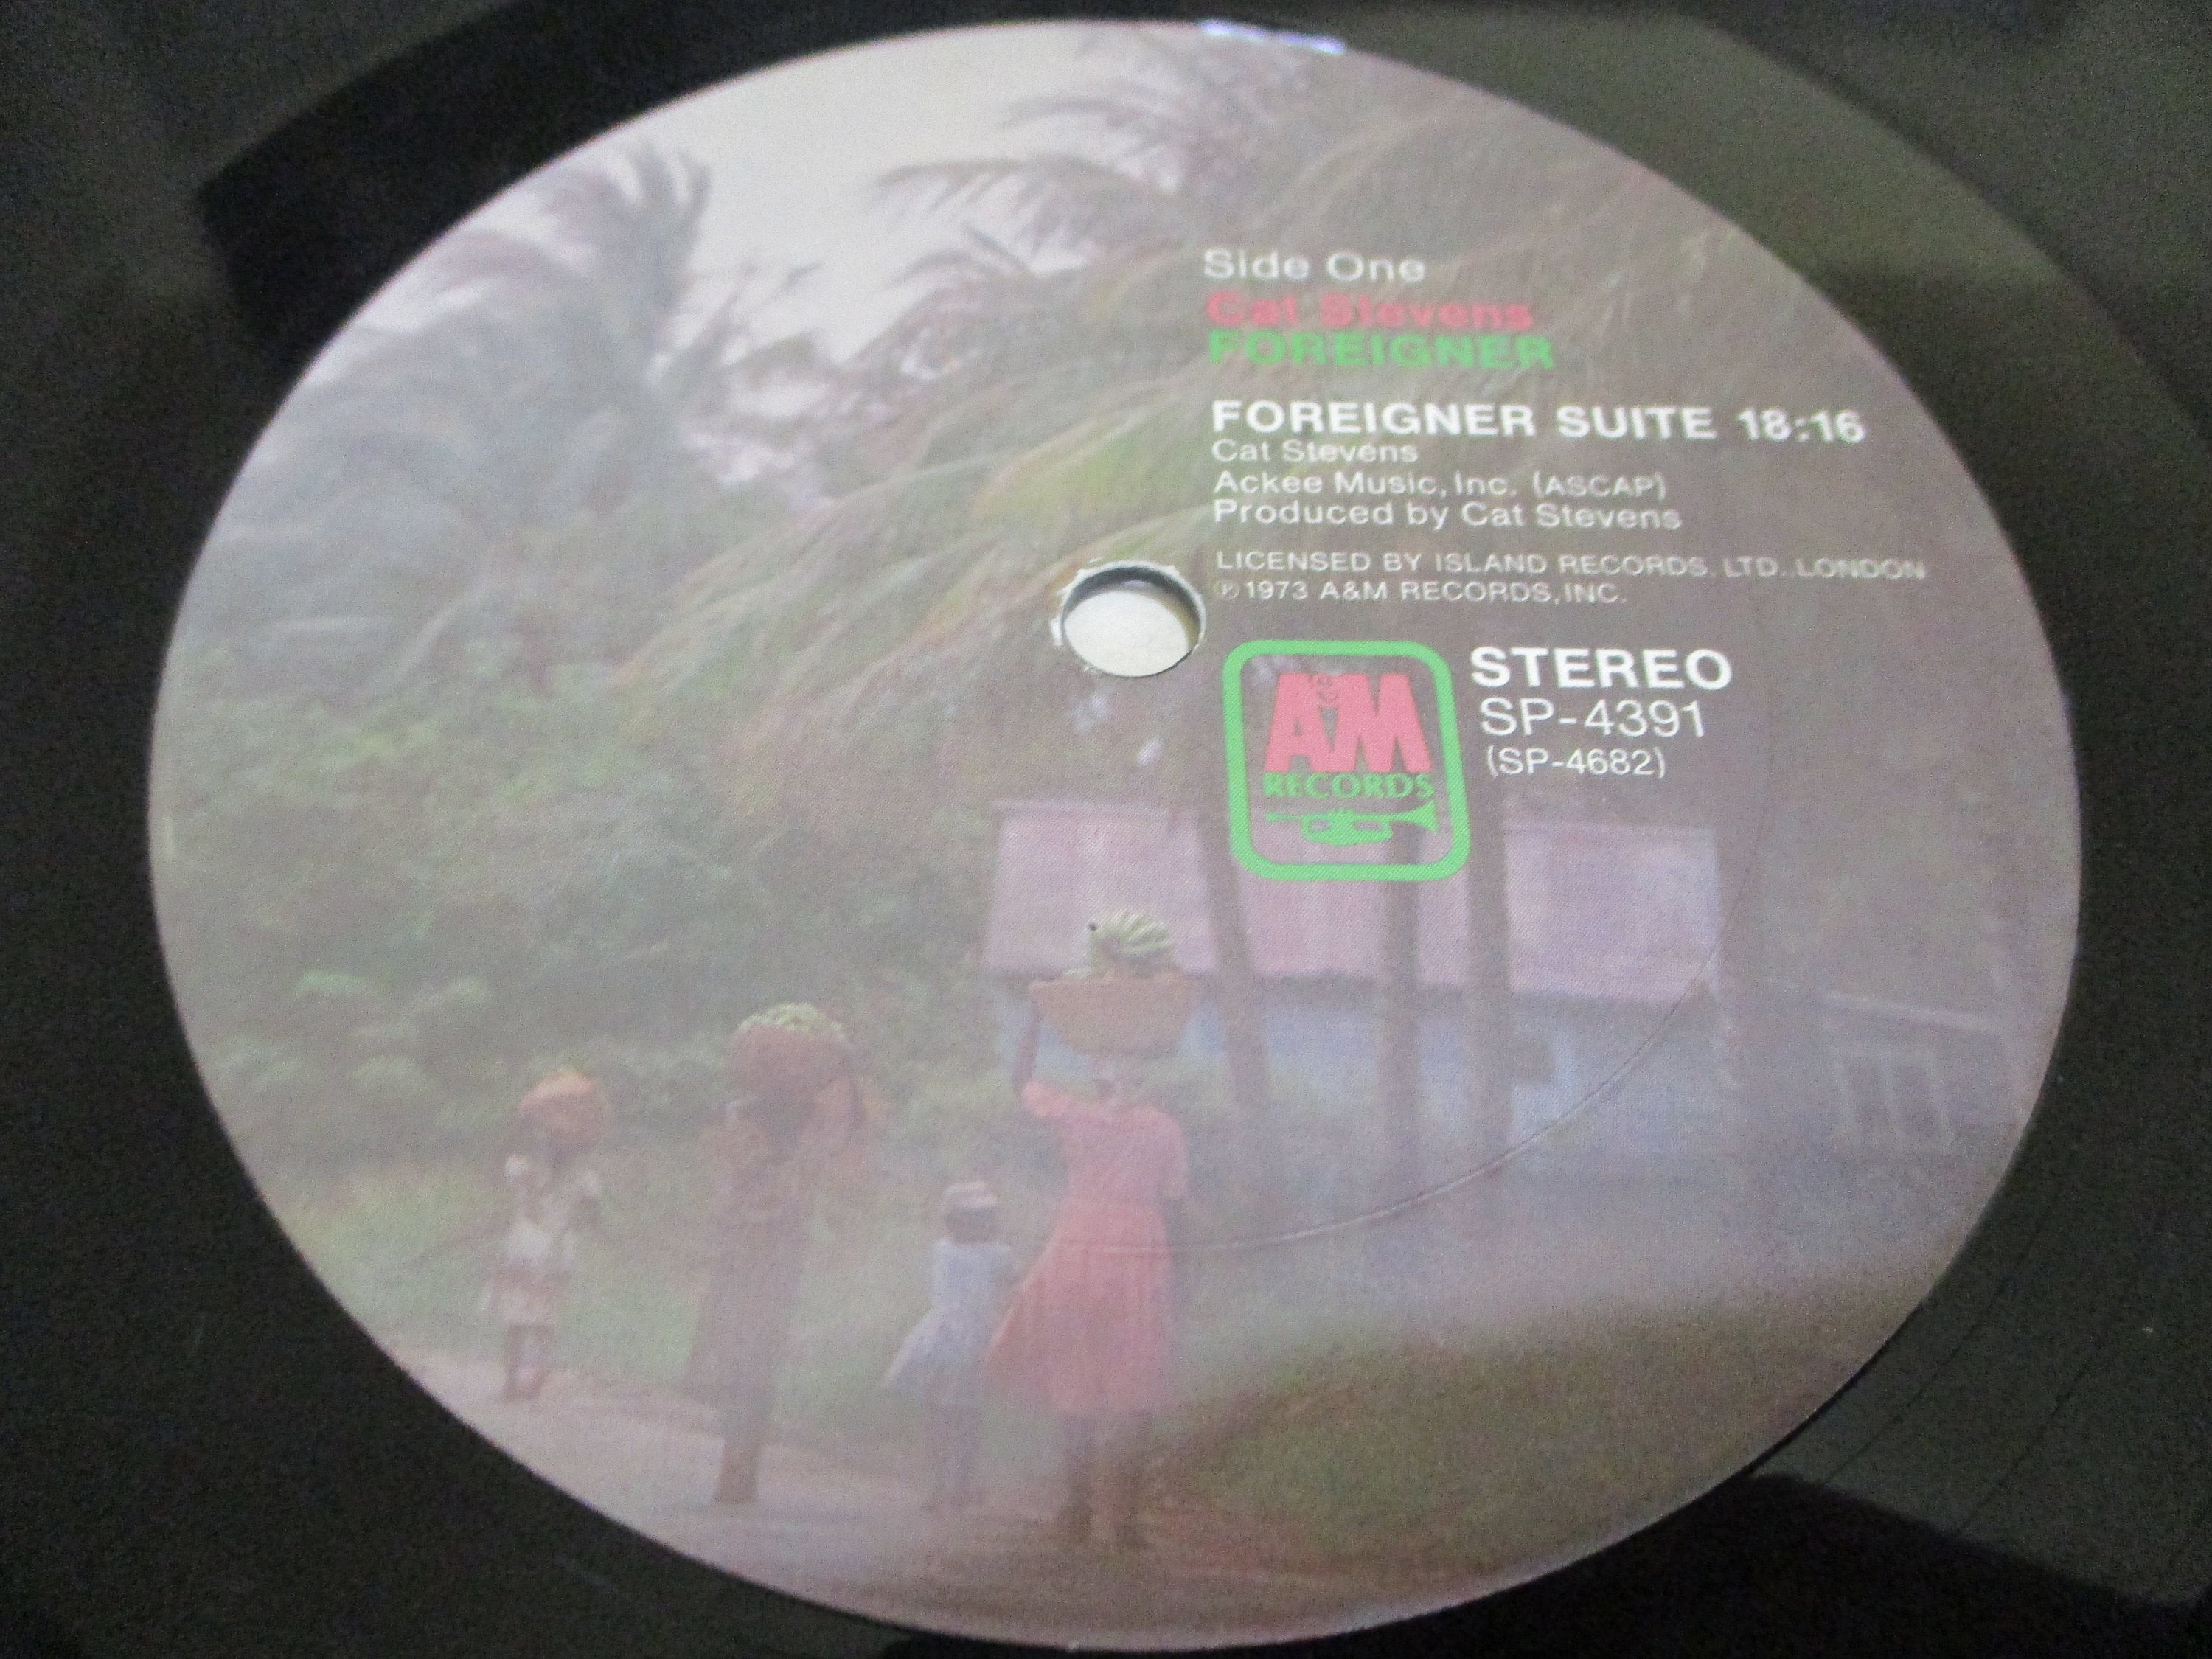 Side One
Cat Stevens
FOREIGNER
FOREIGNER SUITE 18:16
Cat Stevens
Ackee Music, Inc. (ASCAP)
Produced by Cat Stevens
LICENSED BY ISLAND RECORDS, LTD., LONDON
℗1973 A&M RECORDS, INC.
A&M
RECORDS
STEREO
SP-4391
(SP-4682)